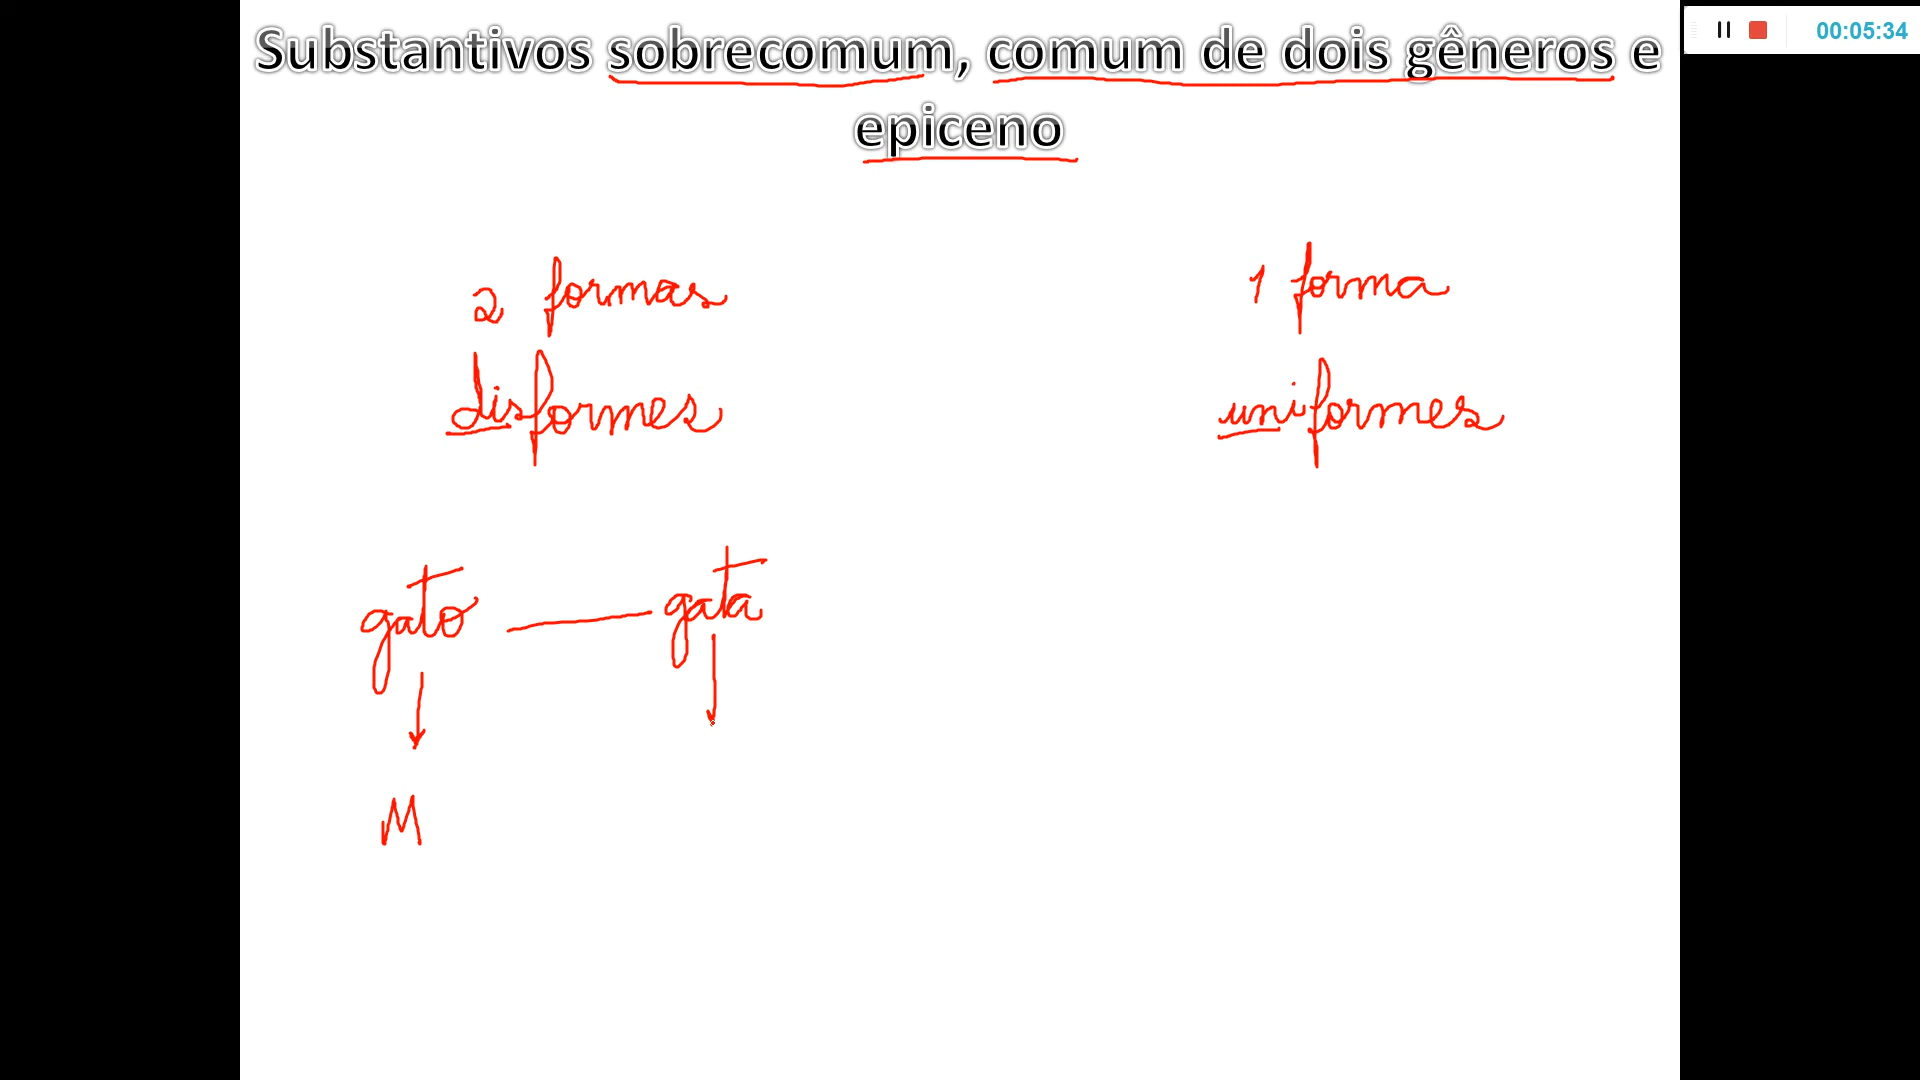 Substantivos sobrecomum, comum de dois gêneros e
epiceno
00:05:34
2 formas
1 forma
disformes
uniformes
gato — gata
M